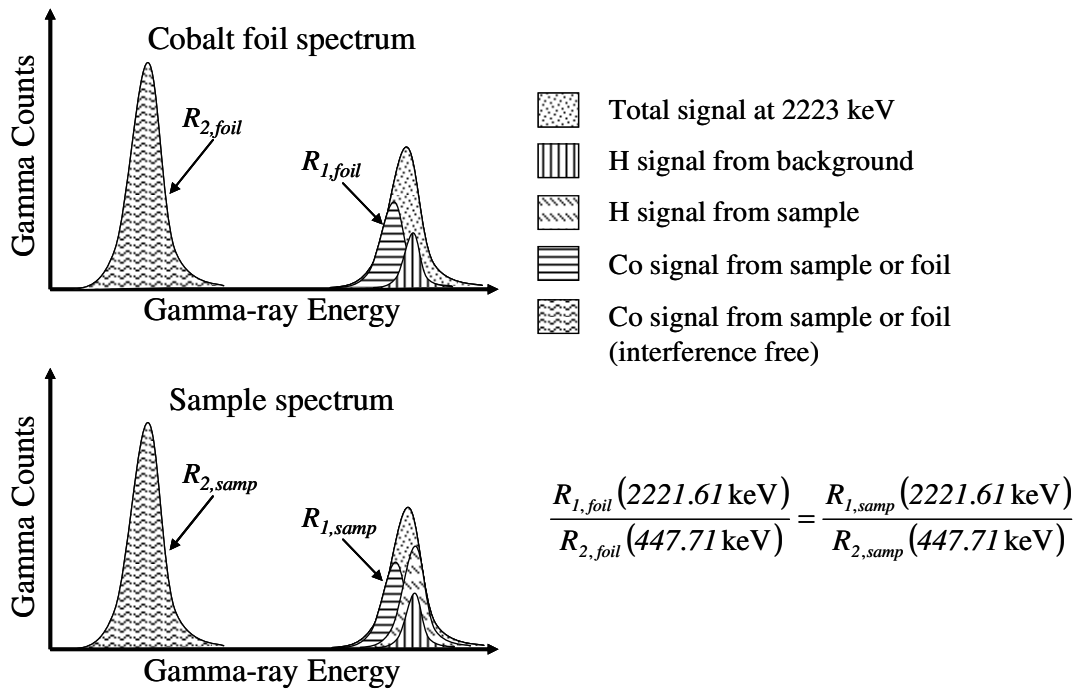 Cobalt foil spectrum
Gamma Counts
R2,foil
R1,foil
Gamma-ray Energy
Total signal at 2223 keV
H signal from background
H signal from sample
Co signal from sample or foil
Co signal from sample or foil
(interference free)
Sample spectrum
Gamma Counts
R2,samp
R1,samp
Gamma-ray Energy
R1,foil (2221.61 keV) / R2,foil (447.71 keV) = R1,samp (2221.61 keV) / R2,samp (447.71 keV)